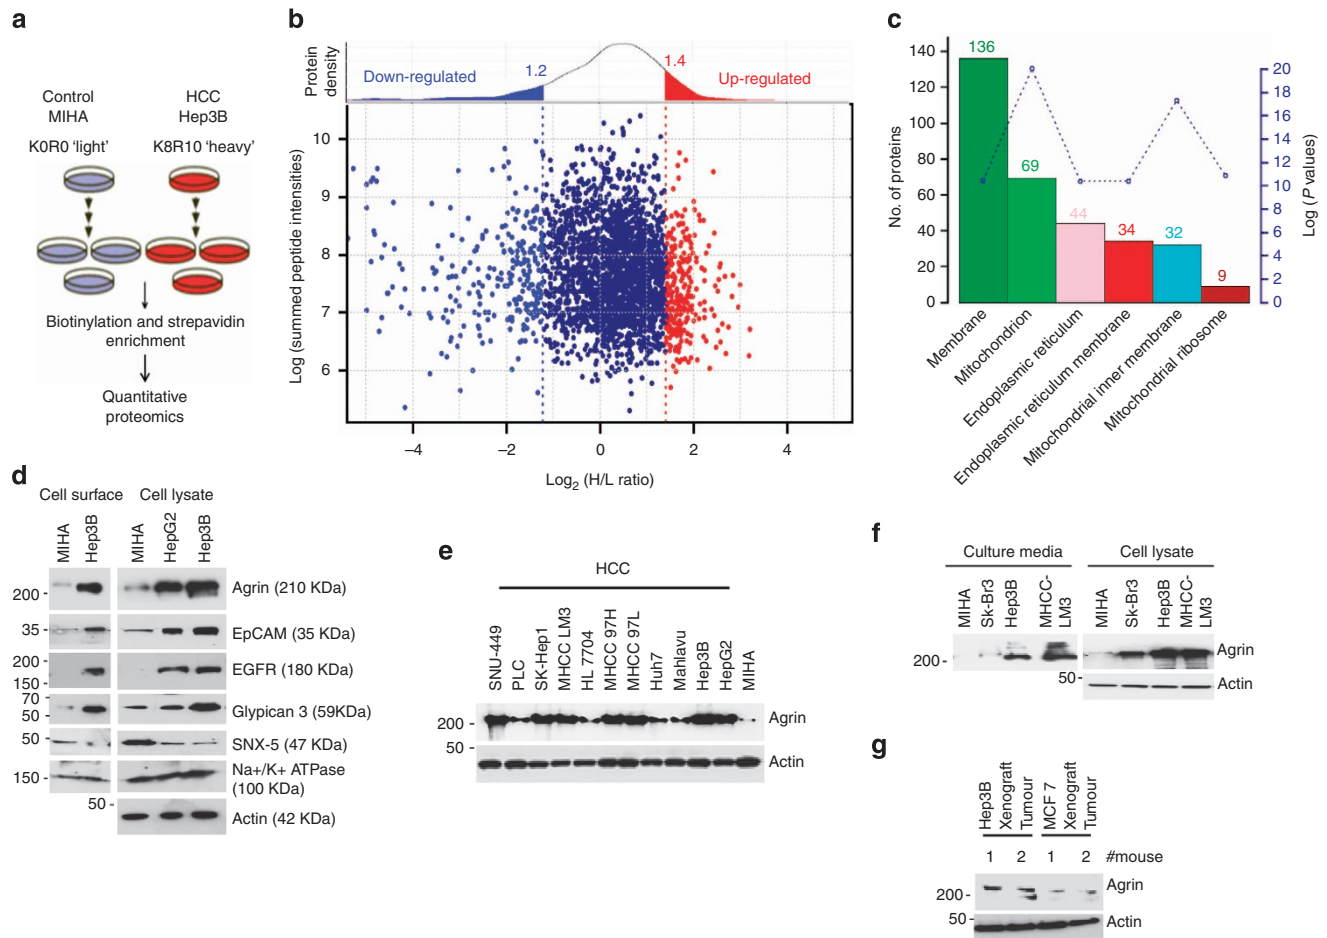 a
Control
MIHA
HCC
Hep3B
K0R0 ‘light’
K8R10 ‘heavy’
Biotinylation and strepavidin
enrichment
Quantitative
proteomics
b
Protein
density
Down-regulated
1.2
1.4
Up-regulated
Log (summed peptide intensities)
10
9
8
7
6
−4
−2
0
2
4
Log2 (H/L ratio)
c
No. of proteins
140
120
100
80
60
40
20
0
136
69
44
34
32
9
20
18
16
14
12
10
8
6
4
2
0
Log (P values)
Membrane
Mitochondrion
Endoplasmic reticulum
Endoplasmic reticulum membrane
Mitochondrial inner membrane
Mitochondrial ribosome
d
Cell surface
Cell lysate
MIHA
Hep3B
MIHA
HepG2
Hep3B
200 -
Agrin (210 KDa)
35 -
EpCAM (35 KDa)
200 -
150 -
EGFR (180 KDa)
70 -
50 -
Glypican 3 (59KDa)
50 -
SNX-5 (47 KDa)
150 -
Na+/K+ ATPase
(100 KDa)
50 -
Actin (42 KDa)
e
HCC
SNU-449
PLC
SK-Hep1
MHCC LM3
HL 7704
MHCC 97H
MHCC 97L
Huh7
Mahlavu
Hep3B
HepG2
MIHA
200 -
Agrin
50 -
Actin
f
Culture media
Cell lysate
MIHA
Sk-Br3
Hep3B
MHCC-
LM3
MIHA
Sk-Br3
Hep3B
MHCC-
LM3
200 -
Agrin
50 -
Actin
g
Hep3B
Xenograft
Tumour
MCF 7
Xenograft
Tumour
1
2
1
2
#mouse
200 -
Agrin
50 -
Actin